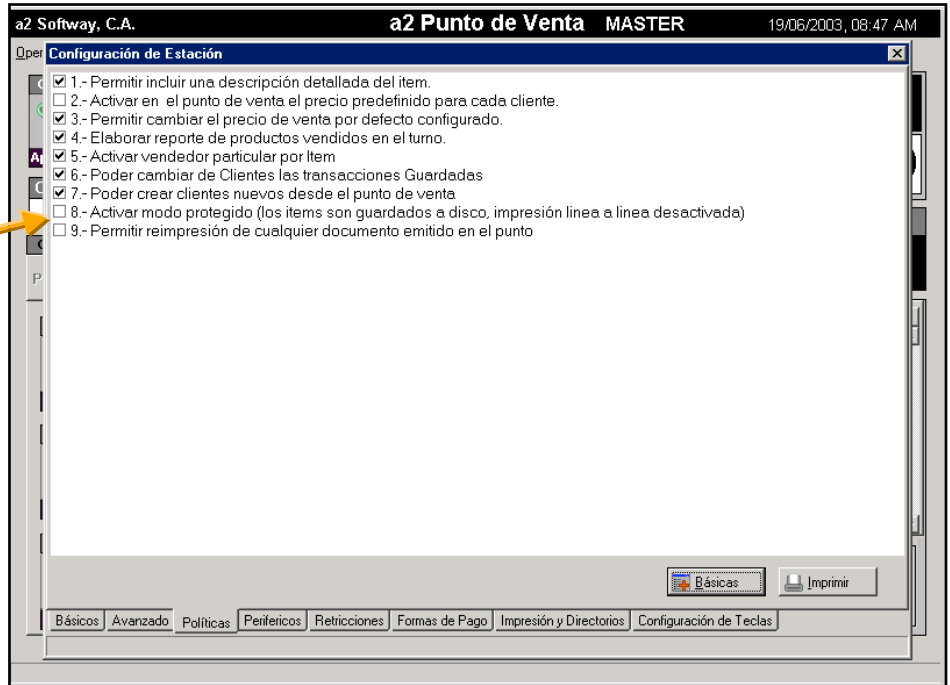 a2 Softway, C.A. a2 Punto de Venta MASTER 19/06/2003, 08:47 AM
Oper
Configuración de Estación
1.- Permitir incluir una descripción detallada del item.
2.- Activar en el punto de venta el precio predefinido para cada cliente.
3.- Permitir cambiar el precio de venta por defecto configurado.
4.- Elaborar reporte de productos vendidos en el turno.
5.- Activar vendedor particular por Item
6.- Poder cambiar de Clientes las transacciones Guardadas
7.- Poder crear clientes nuevos desde el punto de venta
8.- Activar modo protegido (los items son guardados a disco, impresión linea a linea desactivada)
9.- Permitir reimpresión de cualquier documento emitido en el punto
Básicas Imprimir
Básicos Avanzado Políticas Perifericos Retricciones Formas de Pago Impresión y Directorios Configuración de Teclas